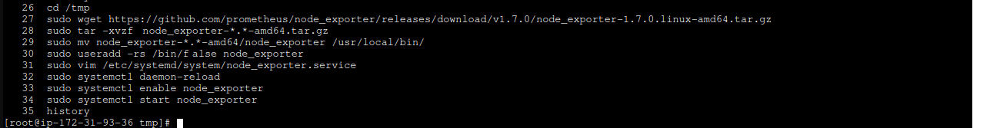 26 cd /tmp
27 sudo wget https://github.com/prometheus/node_exporter/releases/download/v1.7.0/node_exporter-1.7.0.linux-amd64.tar.gz
28 sudo tar -xvzf node_exporter-*.*-amd64.tar.gz
29 sudo mv node_exporter-*.*-amd64/node_exporter /usr/local/bin/
30 sudo useradd -rs /bin/false node_exporter
31 sudo vim /etc/systemd/system/node_exporter.service
32 sudo systemctl daemon-reload
33 sudo systemctl enable node_exporter
34 sudo systemctl start node_exporter
35 history
[root@ip-172-31-93-36 tmp]#